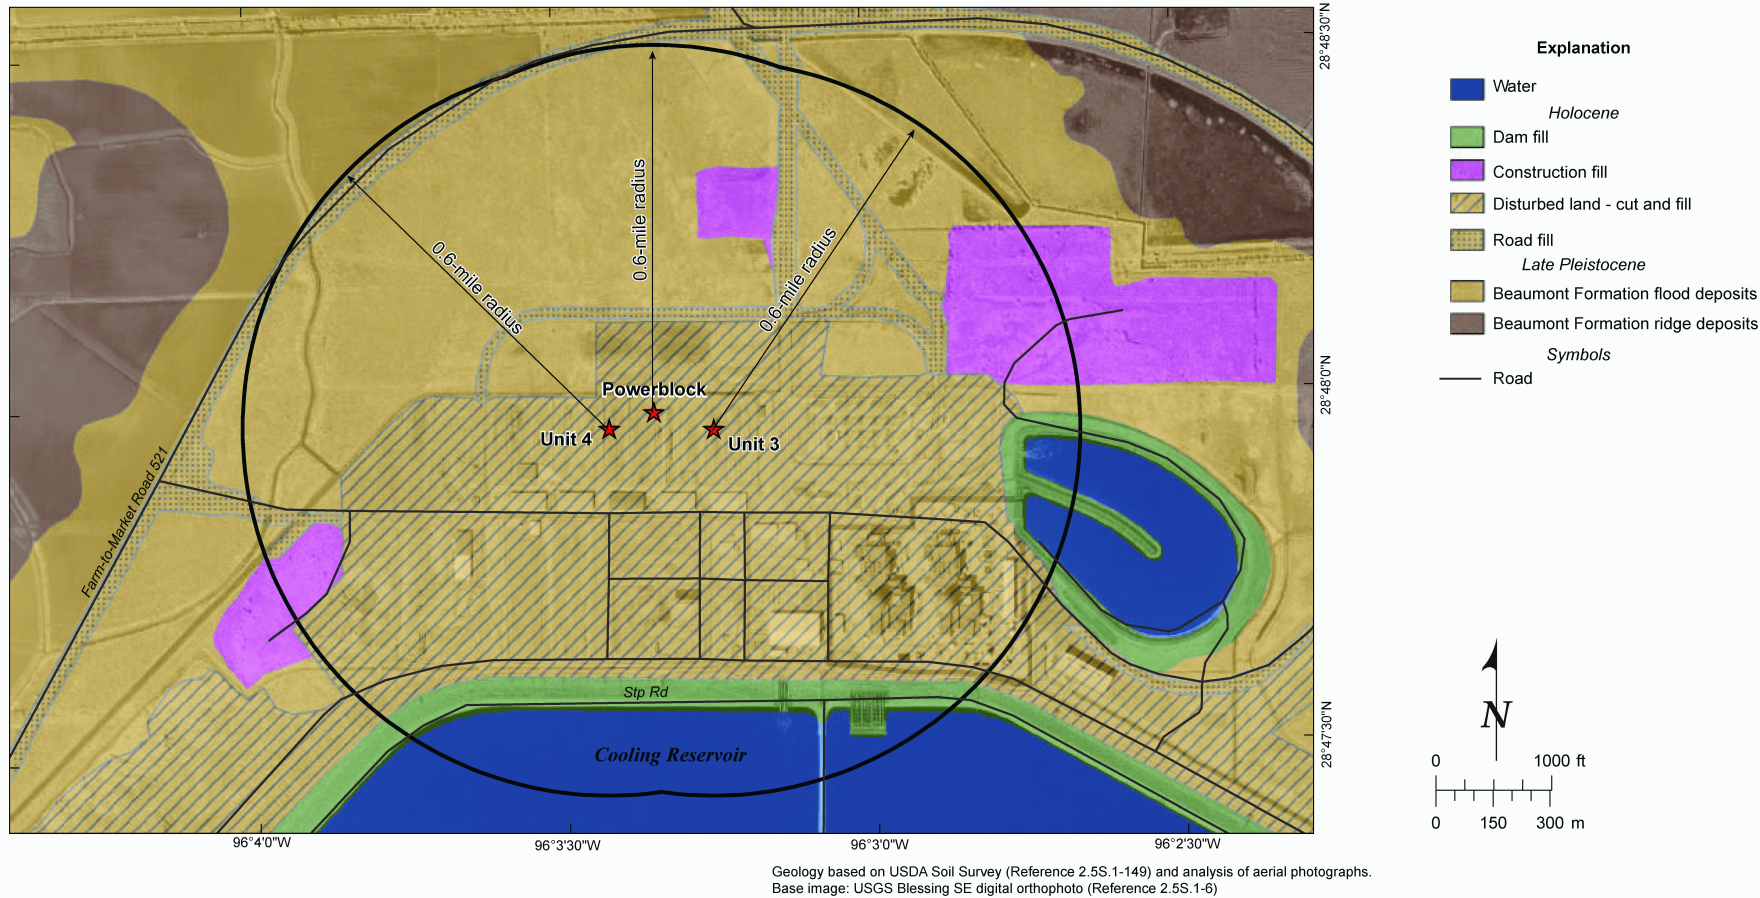 28°48'30"N
0.6-mile radius
0.6-mile radius
0.6-mile radius
Powerblock
Unit 4
Unit 3
28°48'0"N
Farm-to-Market Road 521
Stp Rd
Cooling Reservoir
28°47'30"N
96°4'0"W
96°3'30"W
96°3'0"W
96°2'30"W
Explanation
Water
Holocene
Dam fill
Construction fill
Disturbed land - cut and fill
Road fill
Late Pleistocene
Beaumont Formation flood deposits
Beaumont Formation ridge deposits
Symbols
Road
N
0 1000 ft
0 150 300 m
Geology based on USDA Soil Survey (Reference 2.5S.1-149) and analysis of aerial photographs.
Base image: USGS Blessing SE digital orthophoto (Reference 2.5S.1-6)